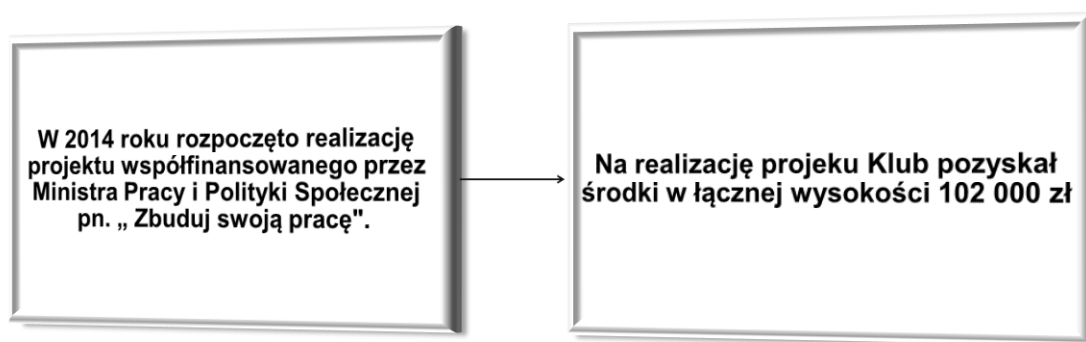 W 2014 roku rozpoczęto realizację
projektu współfinansowanego przez
Ministra Pracy i Polityki Społecznej
pn. „ Zbuduj swoją pracę".
Na realizację projeku Klub pozyskał
środki w łącznej wysokości 102 000 zł